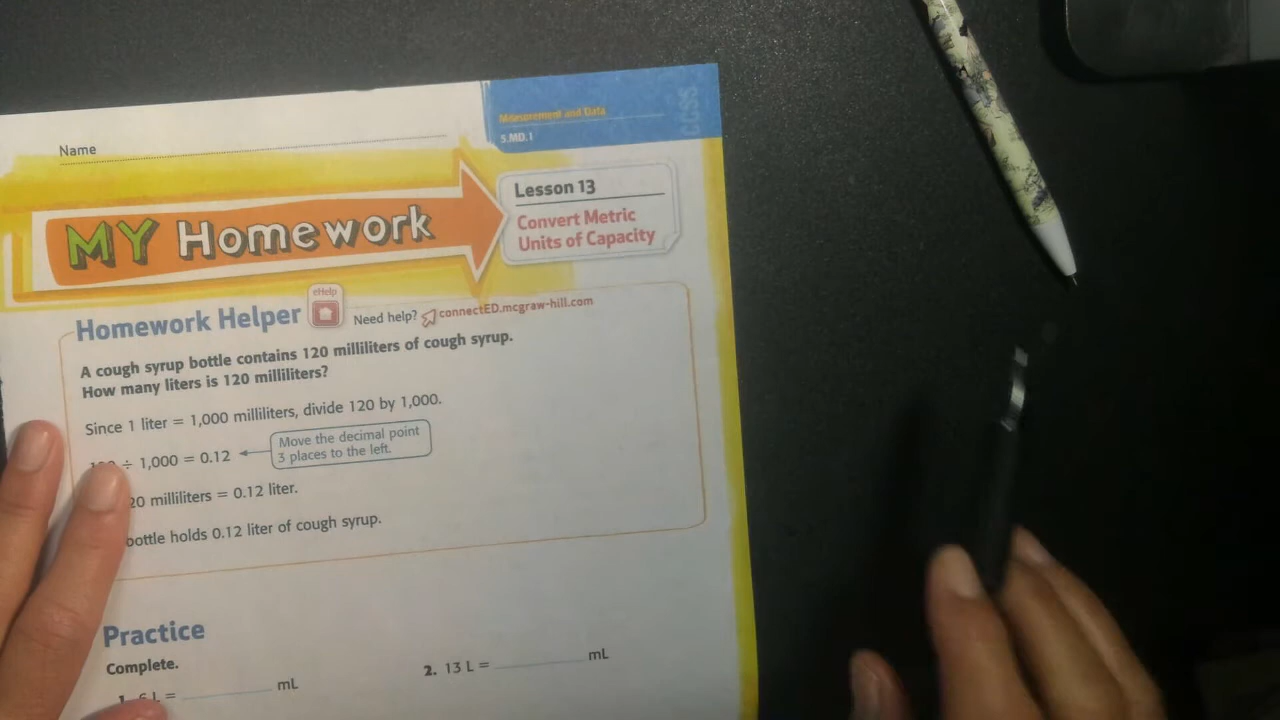 Measurement and Data
5.MD.1
CCSS
Name
MY Homework
Lesson 13
Convert Metric
Units of Capacity
Homework Helper
eHelp
Need help? connectED.mcgraw-hill.com
A cough syrup bottle contains 120 milliliters of cough syrup.
How many liters is 120 milliliters?
Since 1 liter = 1,000 milliliters, divide 120 by 1,000.
÷ 1,000 = 0.12
Move the decimal point
3 places to the left.
20 milliliters = 0.12 liter.
bottle holds 0.12 liter of cough syrup.
Practice
Complete.
1. 6 L = mL
2. 13 L = mL